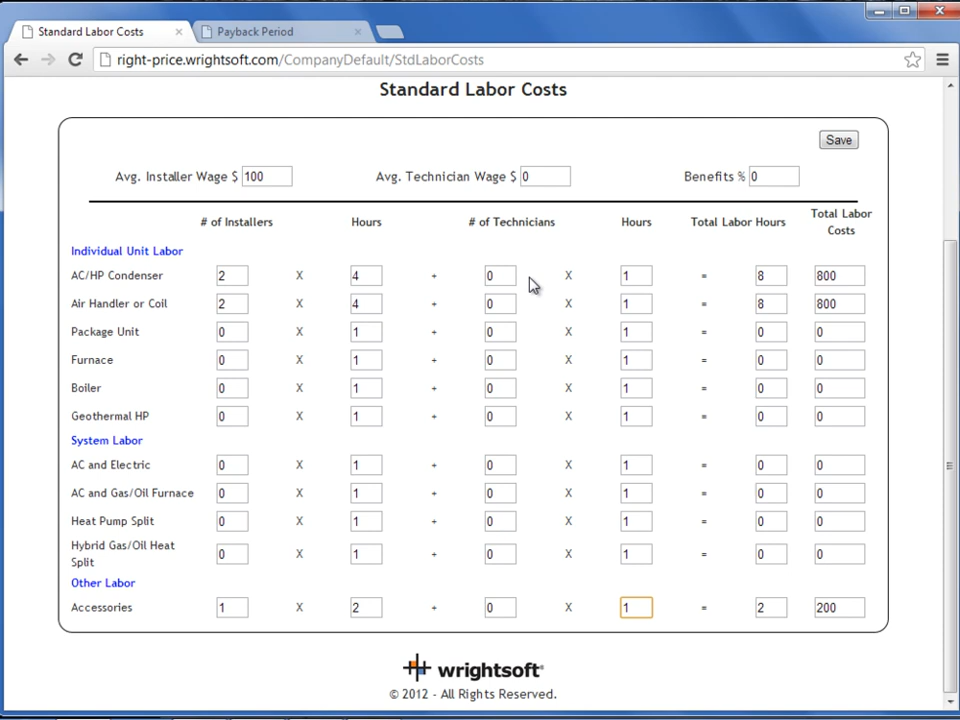 Standard Labor Costs
Payback Period
right-price.wrightsoft.com/CompanyDefault/StdLaborCosts
Standard Labor Costs
Save
Avg. Installer Wage $ 100 Avg. Technician Wage $ 0 Benefits % 0
# of Installers Hours # of Technicians Hours Total Labor Hours Total Labor Costs
Individual Unit Labor
AC/HP Condenser 2 X 4 + 0 X 1 = 8 800
Air Handler or Coil 2 X 4 + 0 X 1 = 8 800
Package Unit 0 X 1 + 0 X 1 = 0 0
Furnace 0 X 1 + 0 X 1 = 0 0
Boiler 0 X 1 + 0 X 1 = 0 0
Geothermal HP 0 X 1 + 0 X 1 = 0 0
System Labor
AC and Electric 0 X 1 + 0 X 1 = 0 0
AC and Gas/Oil Furnace 0 X 1 + 0 X 1 = 0 0
Heat Pump Split 0 X 1 + 0 X 1 = 0 0
Hybrid Gas/Oil Heat Split 0 X 1 + 0 X 1 = 0 0
Other Labor
Accessories 1 X 2 + 0 X 1 = 2 200
wrightsoft®
© 2012 - All Rights Reserved.